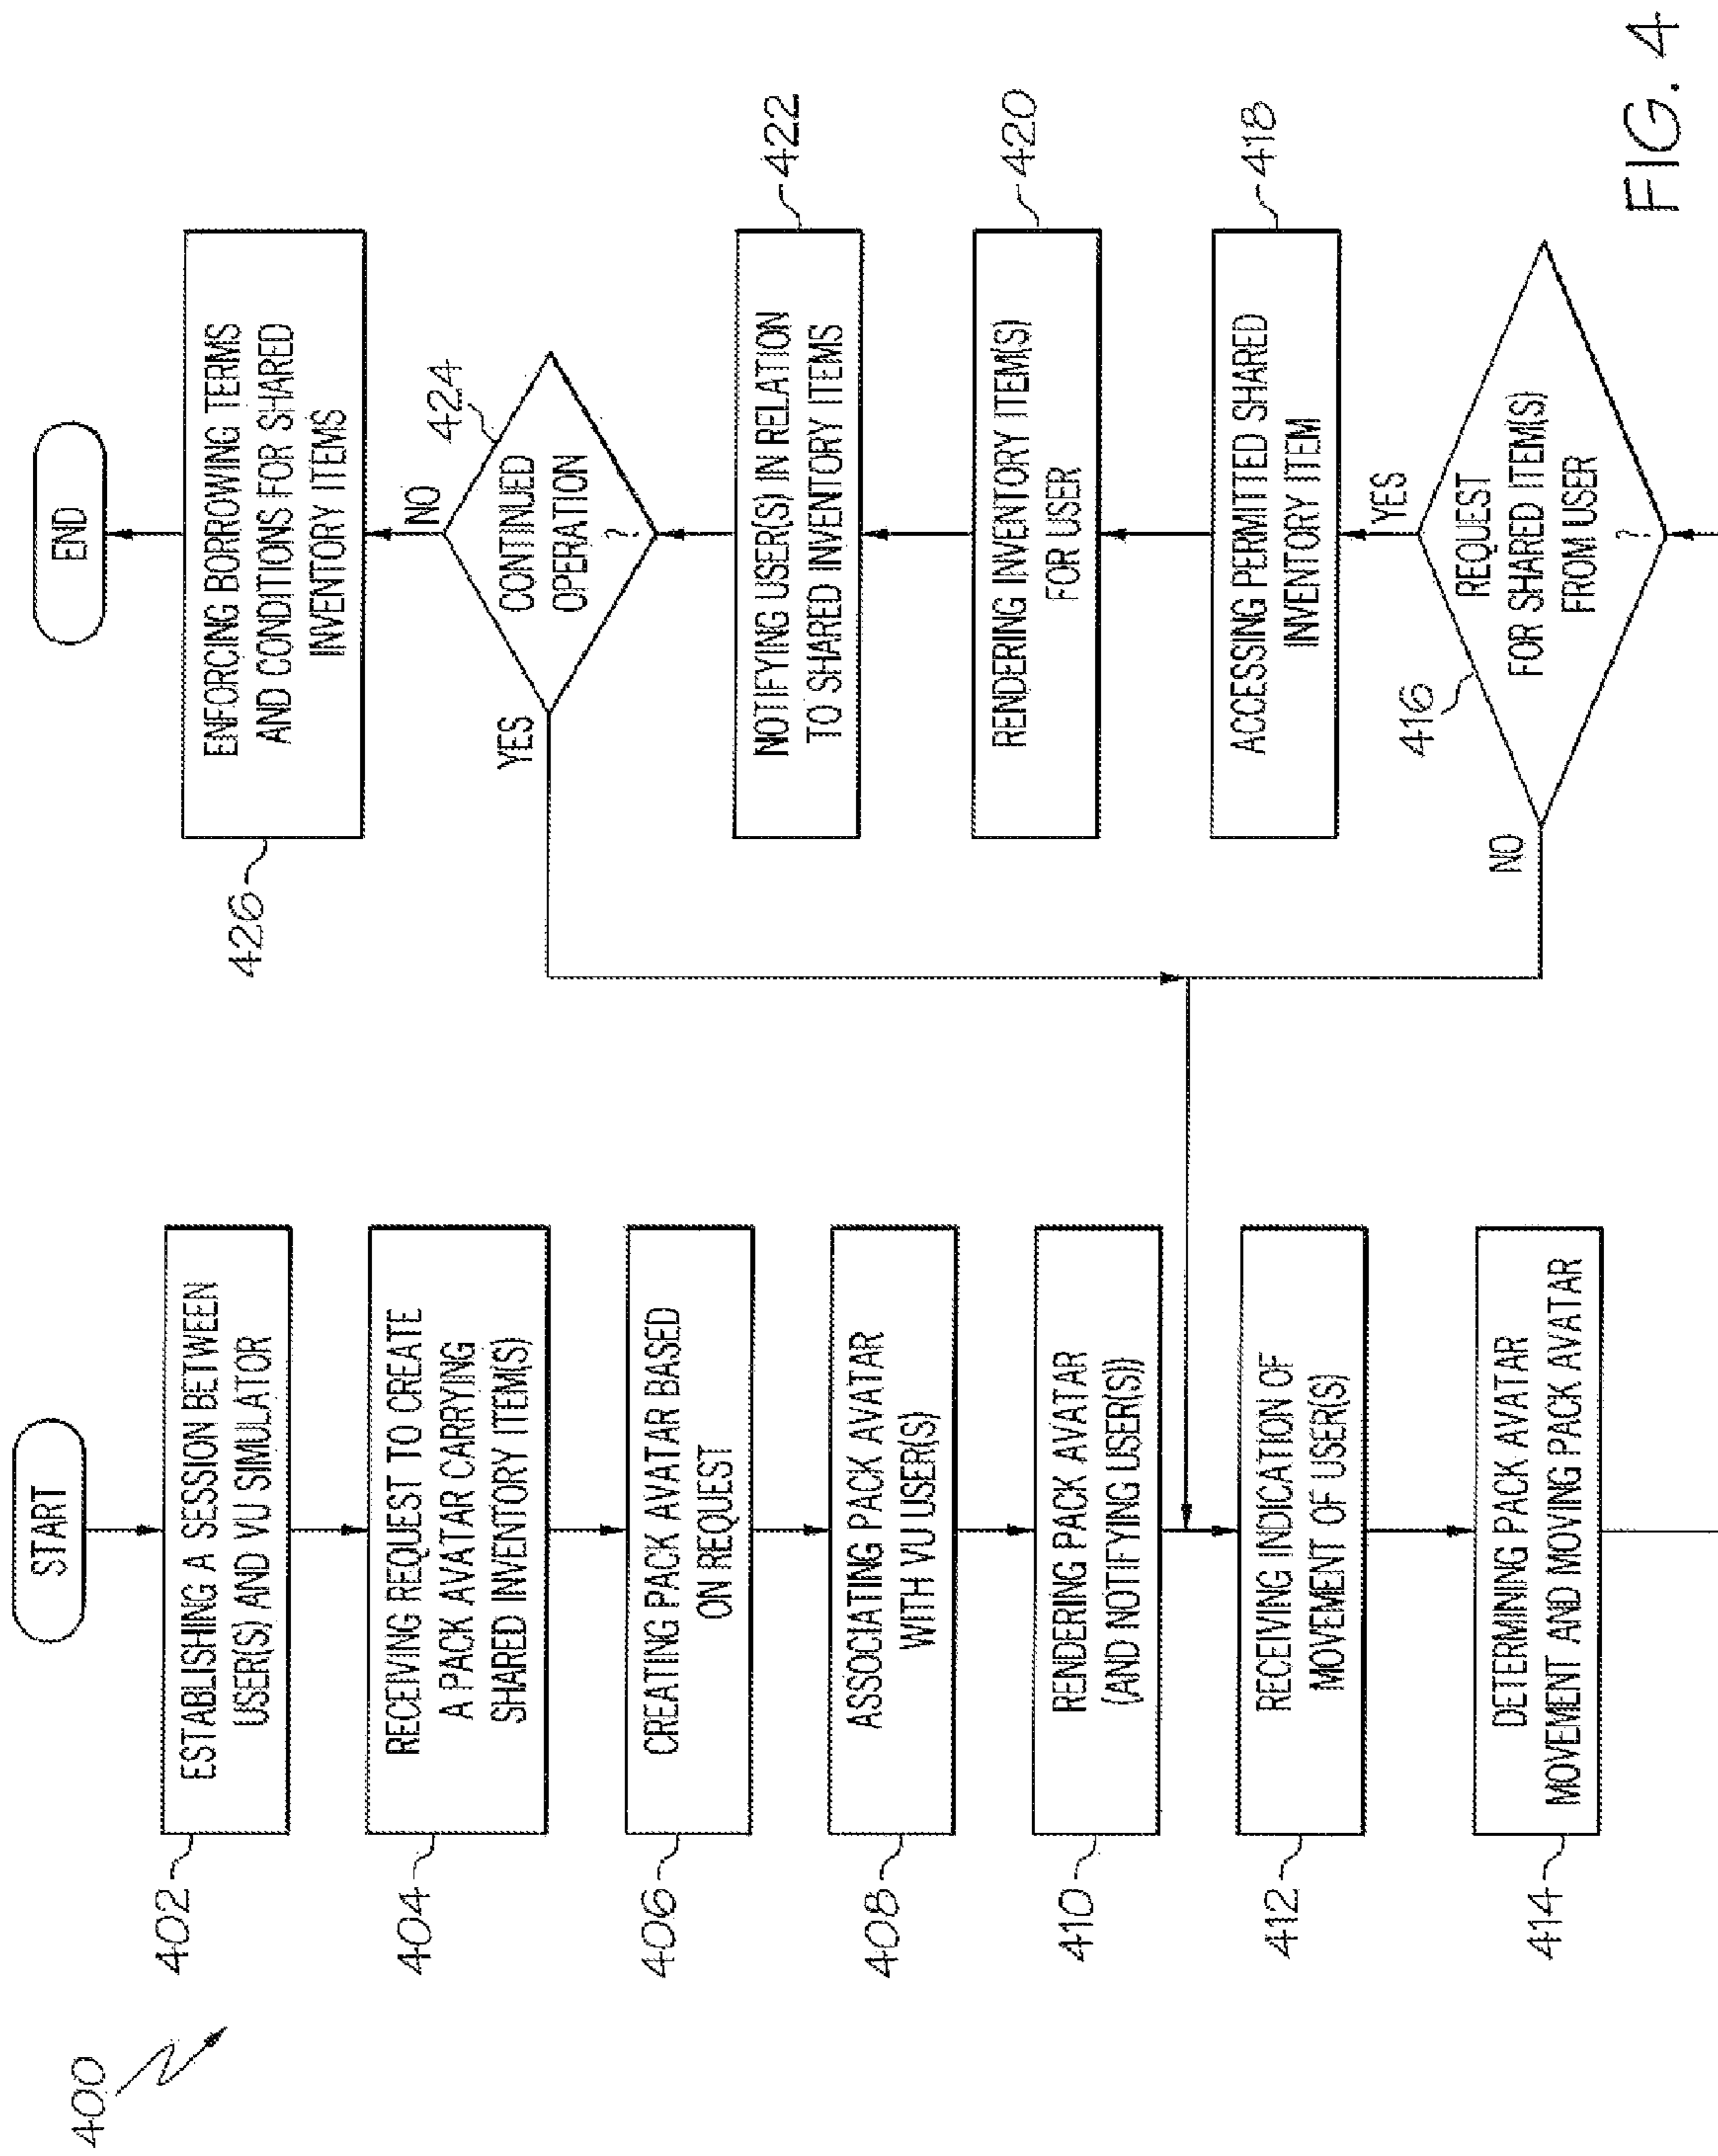 400
START
402
ESTABLISHING A SESSION BETWEEN
USER(S) AND VU SIMULATOR
404
RECEIVING REQUEST TO CREATE
A PACK AVATAR CARRYING
SHARED INVENTORY ITEM(S)
406
CREATING PACK AVATAR BASED
ON REQUEST
408
ASSOCIATING PACK AVATAR
WITH VU USER(S)
410
RENDERING PACK AVATAR
(AND NOTIFYING USER(S))
412
RECEIVING INDICATION OF
MOVEMENT OF USER(S)
414
DETERMINING PACK AVATAR
MOVEMENT AND MOVING PACK AVATAR
END
426
ENFORCING BORROWING TERMS
AND CONDITIONS FOR SHARED
INVENTORY ITEMS
NO
424
YES
CONTINUED
OPERATION
?
422
NOTIFYING USER(S) IN RELATION
TO SHARED INVENTORY ITEMS
420
RENDERING INVENTORY ITEM(S)
FOR USER
418
ACCESSING PERMITTED SHARED
INVENTORY ITEM
YES
416
NO
REQUEST
FOR SHARED ITEM(S)
FROM USER
?
FIG. 4